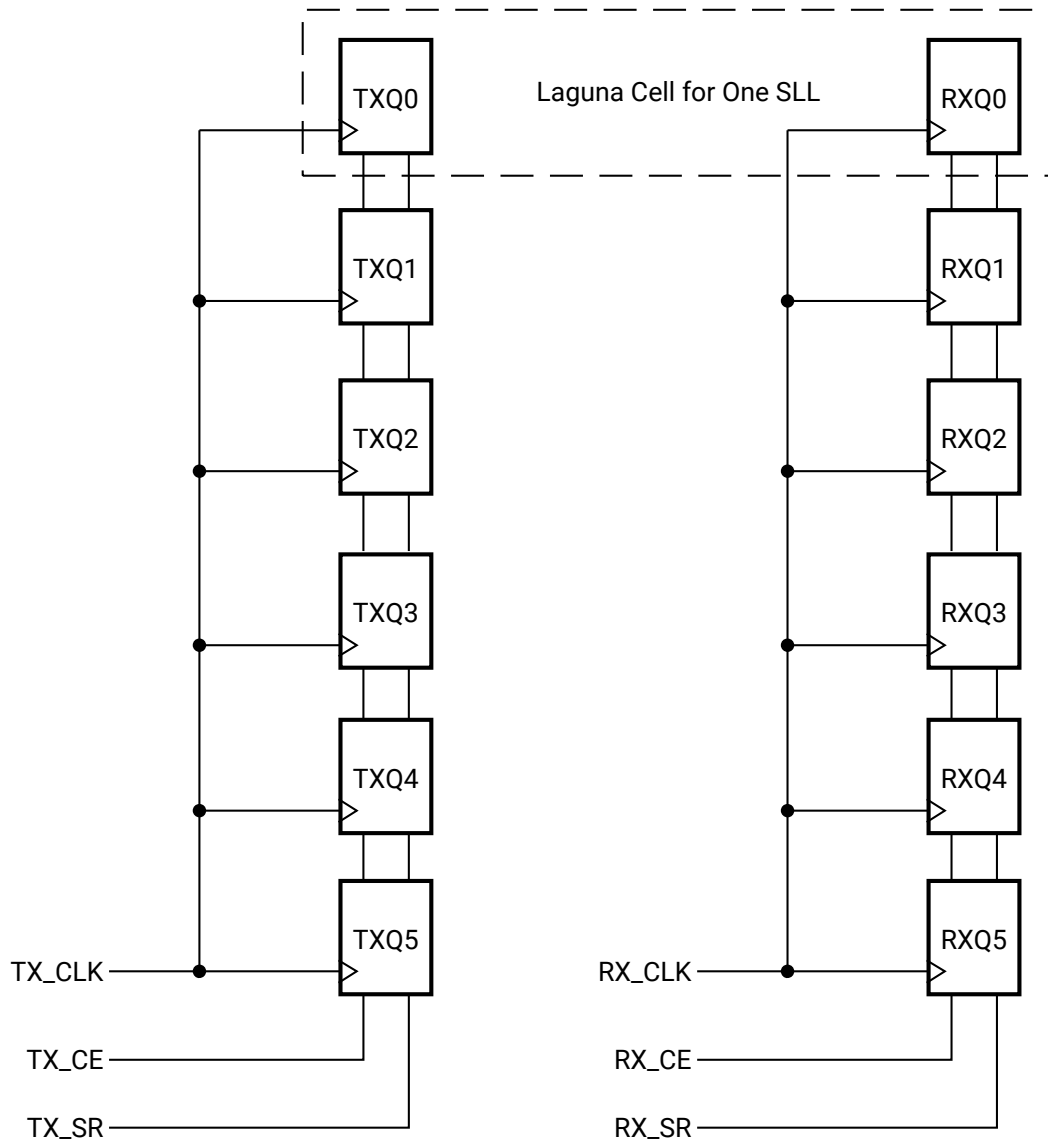 TXQ0
Laguna Cell for One SLL
RXQ0
TXQ1
RXQ1
TXQ2
RXQ2
TXQ3
RXQ3
TXQ4
RXQ4
TXQ5
RXQ5
TX_CLK
RX_CLK
TX_CE
RX_CE
TX_SR
RX_SR